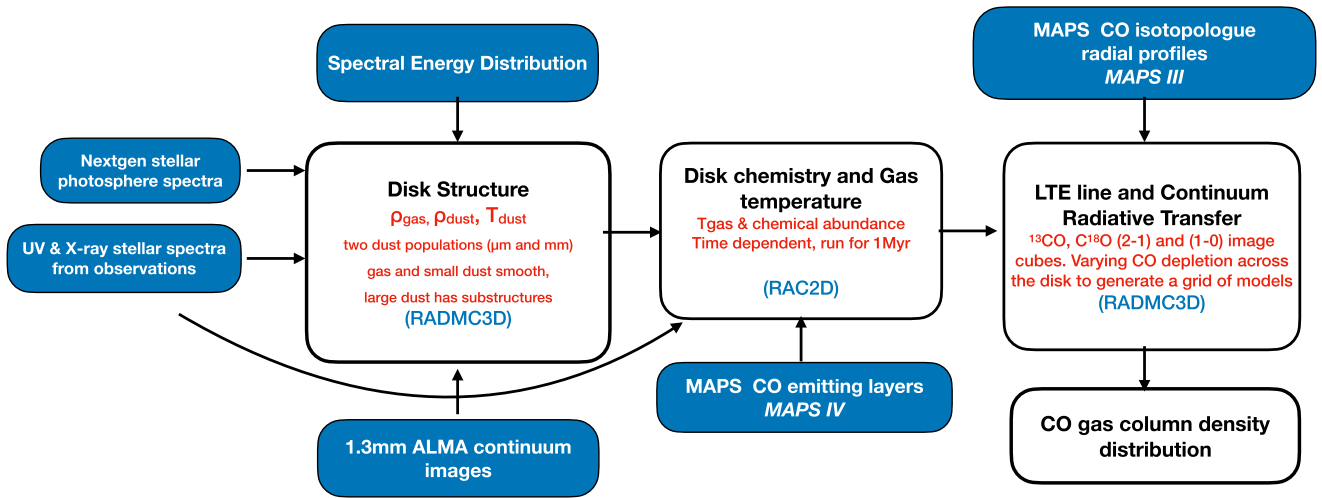 Spectral Energy Distribution
Nextgen stellar
photosphere spectra
UV & X-ray stellar spectra
from observations
Disk Structure
ρgas, ρdust, Tdust
two dust populations (μm and mm)
gas and small dust smooth,
large dust has substructures
(RADMC3D)
1.3mm ALMA continuum
images
Disk chemistry and Gas
temperature
Tgas & chemical abundance
Time dependent, run for 1Myr
(RAC2D)
MAPS CO emitting layers
MAPS IV
MAPS CO isotopologue
radial profiles
MAPS III
LTE line and Continuum
Radiative Transfer
¹³CO, C¹⁸O (2-1) and (1-0) image
cubes. Varying CO depletion across
the disk to generate a grid of models
(RADMC3D)
CO gas column density
distribution